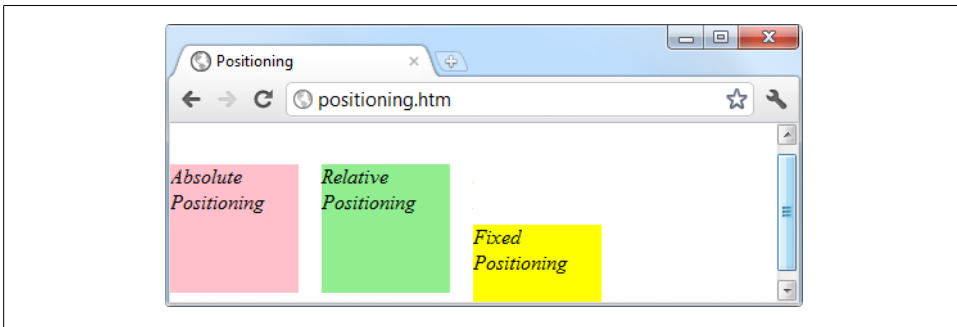 Positioning
positioning.htm
Absolute
Positioning
Relative
Positioning
Fixed
Positioning